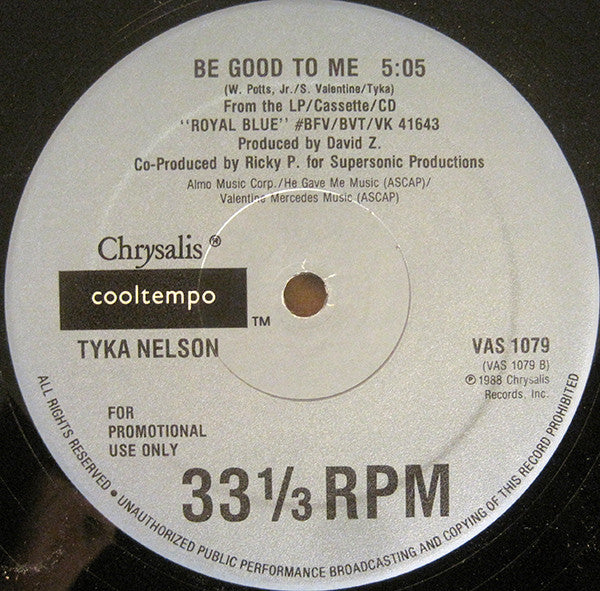 BE GOOD TO ME 5:05
(W. Potts, Jr./S. Valentine/Tyka)
From the LP/Cassette/CD
"ROYAL BLUE" #BFV/BVT/VK 41643
Produced by David Z.
Co-Produced by Ricky P. for Supersonic Productions
Almo Music Corp./He Gave Me Music (ASCAP)/
Valentine Mercedes Music (ASCAP)
Chrysalis ®
cooltempo
TM
TYKA NELSON
VAS 1079
(VAS 1079 B)
℗ 1988 Chrysalis
Records, Inc.
FOR
PROMOTIONAL
USE ONLY
33 1/3 RPM
ALL RIGHTS RESERVED • UNAUTHORIZED PUBLIC PERFORMANCE BROADCASTING AND COPYING OF THIS RECORD PROHIBITED